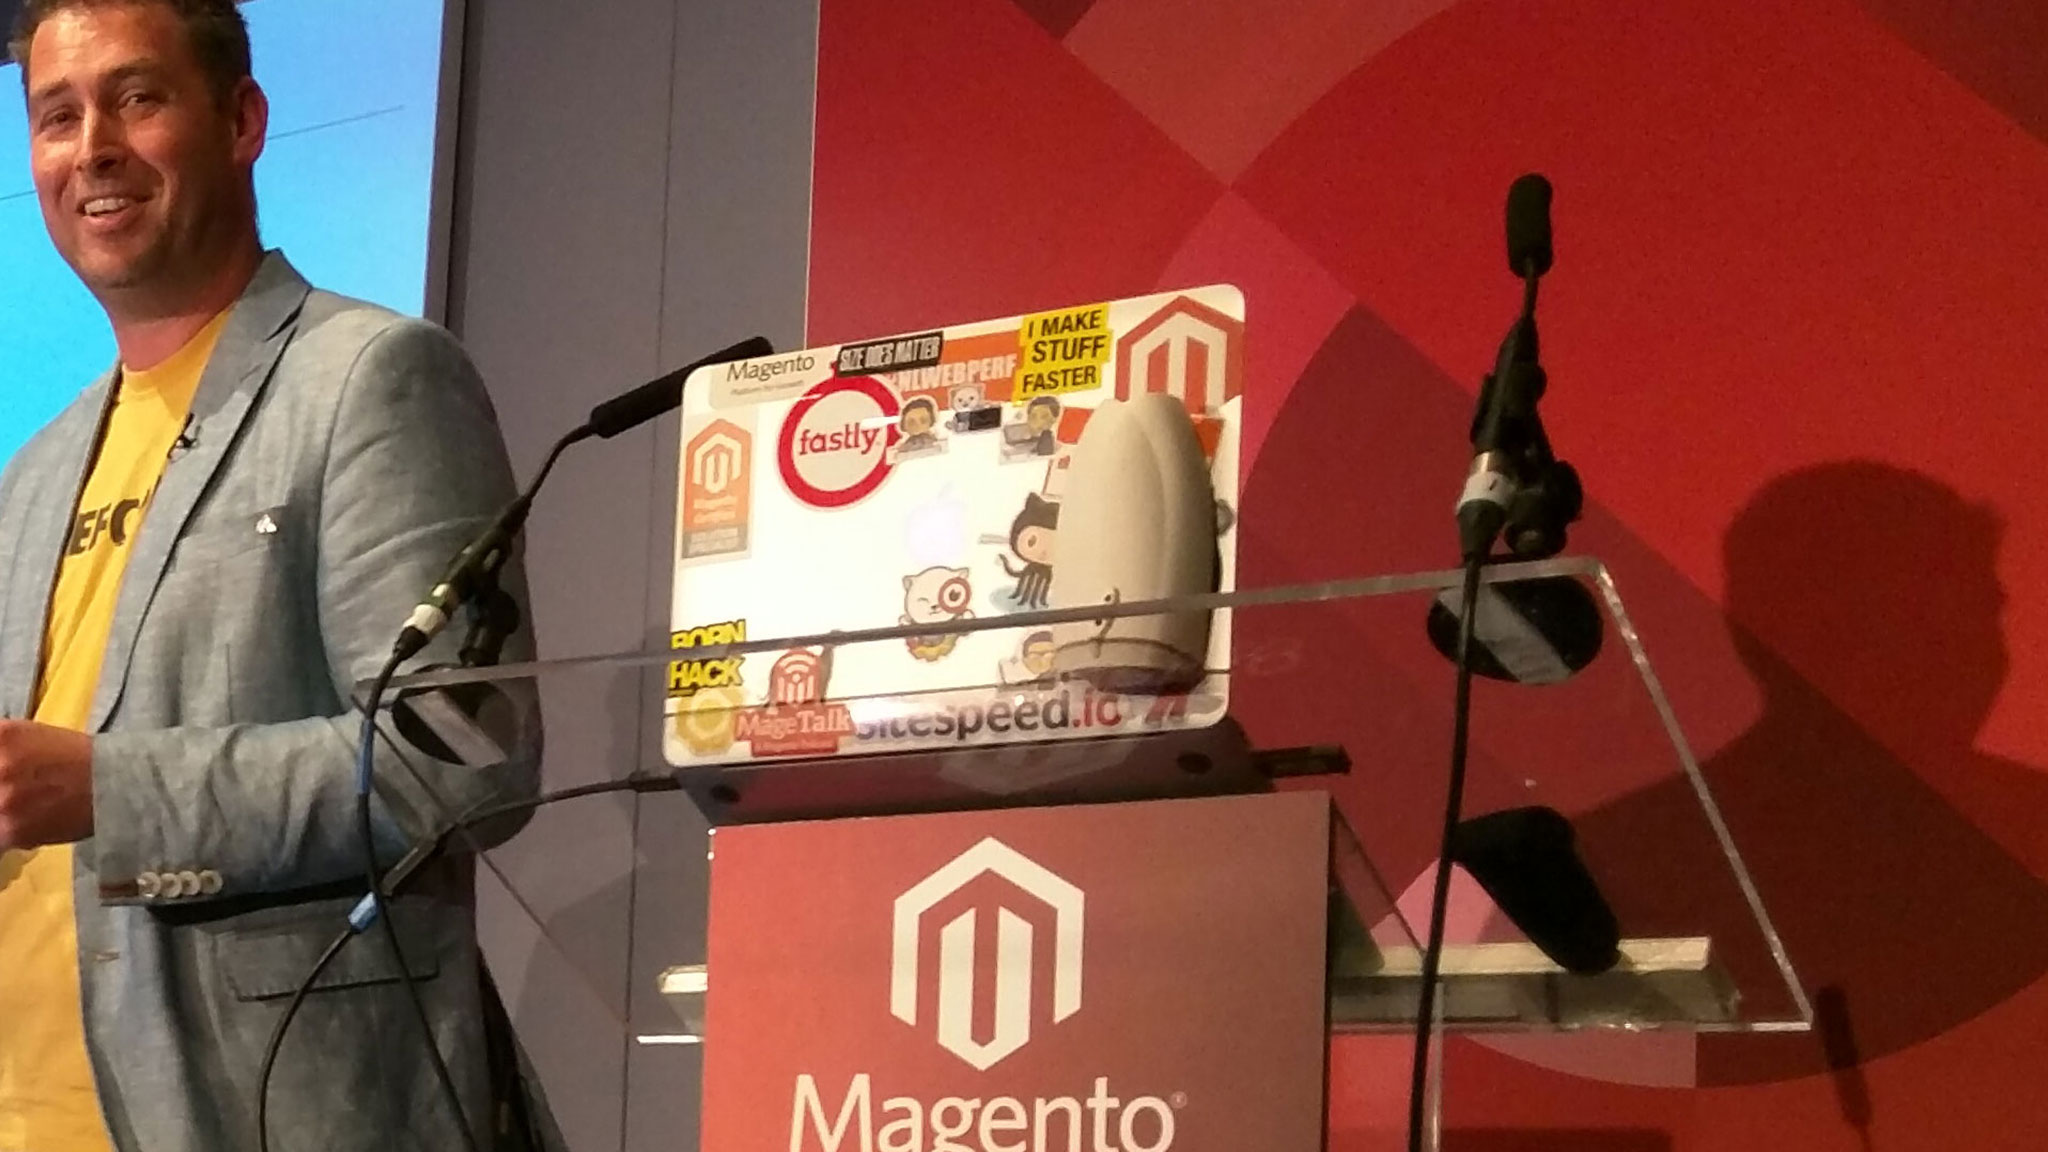 Magento
SIZE DOES MATTER
NLWEBPERF
I MAKE
STUFF
FASTER
fastly
BORN
HACK
MageTalk
sitespeed.io
Magento®